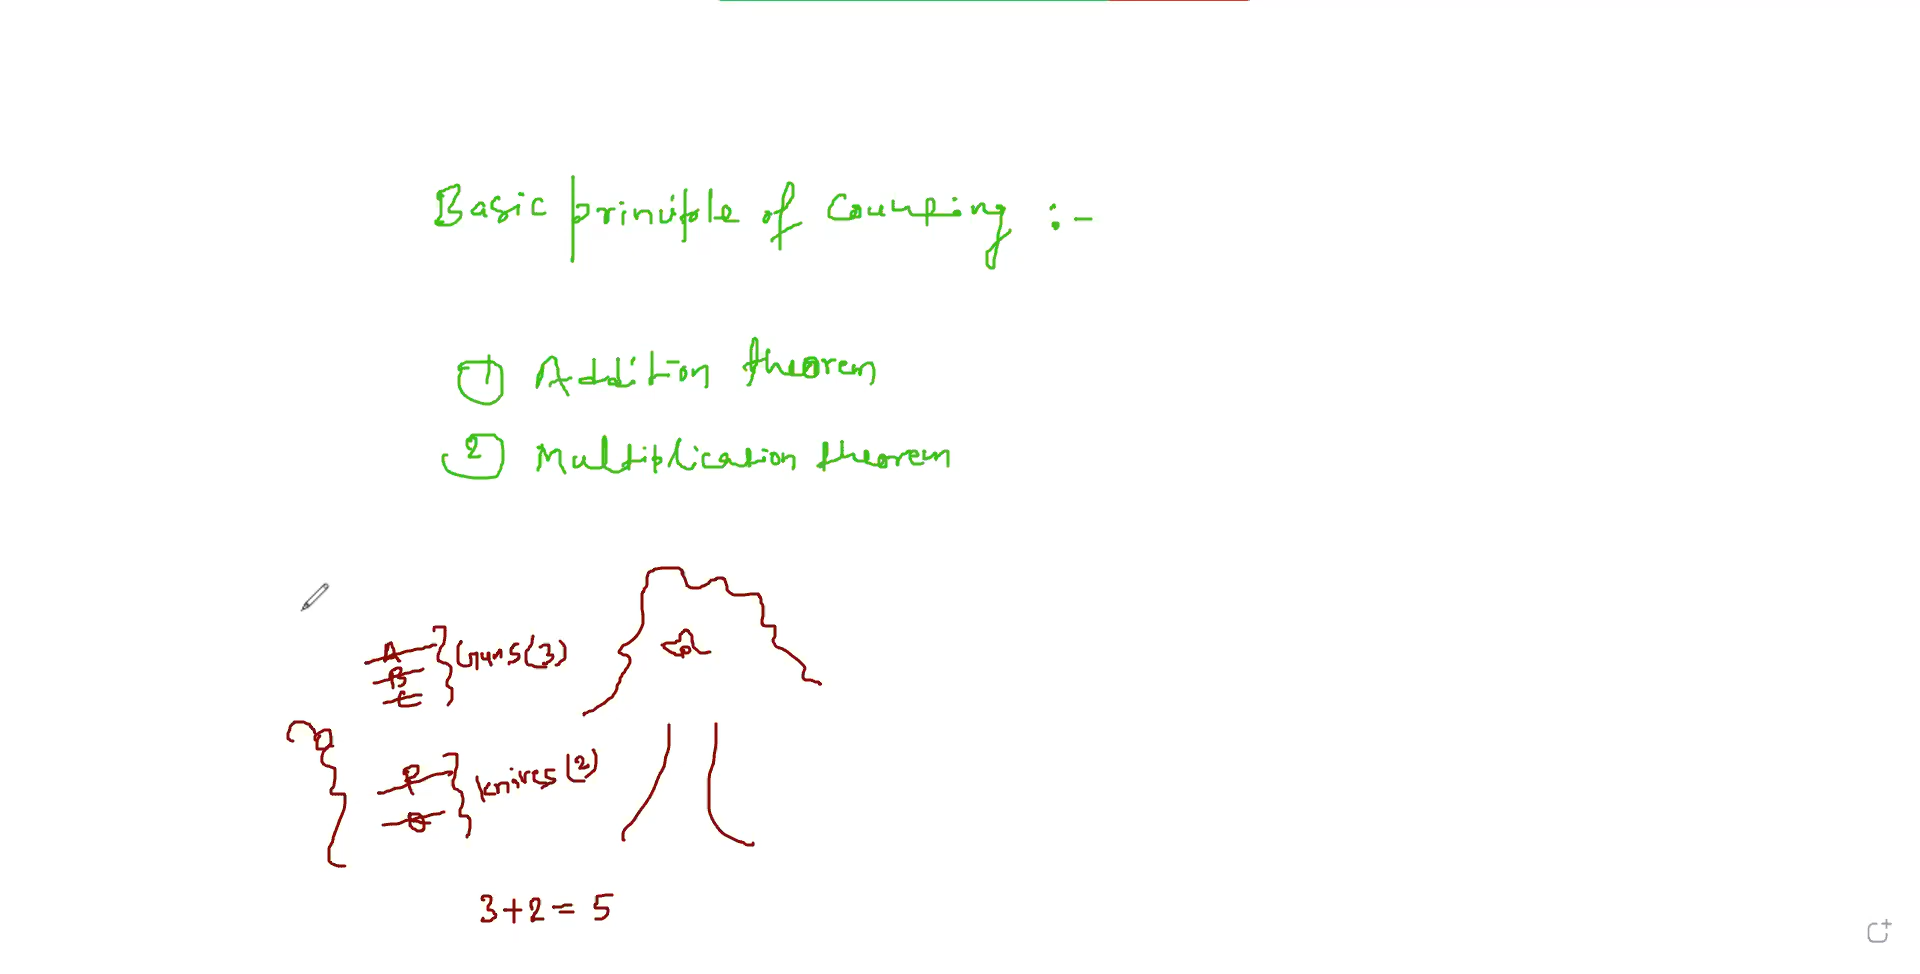 Basic principle of Counting :-
① Addition theorem
② Multiplication theorem
A
B
C
Guns (3)
P
Q
knives (2)
3+2= 5